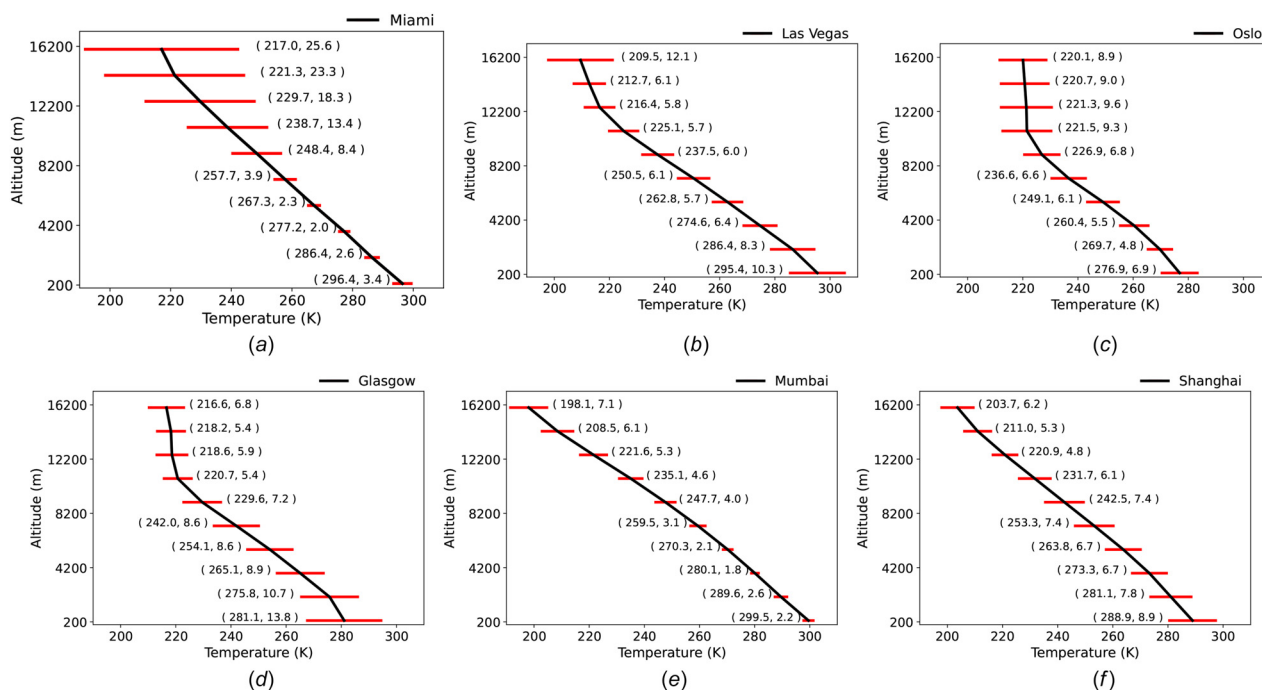 Miami
16200
12200
8200
4200
200
Altitude (m)
( 217.0, 25.6 )
( 221.3, 23.3 )
( 229.7, 18.3 )
( 238.7, 13.4 )
( 248.4, 8.4 )
( 257.7, 3.9 )
( 267.3, 2.3 )
( 277.2, 2.0 )
( 286.4, 2.6 )
( 296.4, 3.4 )
200 220 240 260 280 300
Temperature (K)
(a)
Las Vegas
16200
12200
8200
4200
200
Altitude (m)
( 209.5, 12.1 )
( 212.7, 6.1 )
( 216.4, 5.8 )
( 225.1, 5.7 )
( 237.5, 6.0 )
( 250.5, 6.1 )
( 262.8, 5.7 )
( 274.6, 6.4 )
( 286.4, 8.3 )
( 295.4, 10.3 )
200 220 240 260 280 300
Temperature (K)
(b)
Oslo
16200
12200
8200
4200
200
Altitude (m)
( 220.1, 8.9 )
( 220.7, 9.0 )
( 221.3, 9.6 )
( 221.5, 9.3 )
( 226.9, 6.8 )
( 236.6, 6.6 )
( 249.1, 6.1 )
( 260.4, 5.5 )
( 269.7, 4.8 )
( 276.9, 6.9 )
200 220 240 260 280 300
Temperature (K)
(c)
Glasgow
16200
12200
8200
4200
200
Altitude (m)
( 216.6, 6.8 )
( 218.2, 5.4 )
( 218.6, 5.9 )
( 220.7, 5.4 )
( 229.6, 7.2 )
( 242.0, 8.6 )
( 254.1, 8.6 )
( 265.1, 8.9 )
( 275.8, 10.7 )
( 281.1, 13.8 )
200 220 240 260 280 300
Temperature (K)
(d)
Mumbai
16200
12200
8200
4200
200
Altitude (m)
( 198.1, 7.1 )
( 208.5, 6.1 )
( 221.6, 5.3 )
( 235.1, 4.6 )
( 247.7, 4.0 )
( 259.5, 3.1 )
( 270.3, 2.1 )
( 280.1, 1.8 )
( 289.6, 2.6 )
( 299.5, 2.2 )
200 220 240 260 280 300
Temperature (K)
(e)
Shanghai
16200
12200
8200
4200
200
Altitude (m)
( 203.7, 6.2 )
( 211.0, 5.3 )
( 220.9, 4.8 )
( 231.7, 6.1 )
( 242.5, 7.4 )
( 253.3, 7.4 )
( 263.8, 6.7 )
( 273.3, 6.7 )
( 281.1, 7.8 )
( 288.9, 8.9 )
200 220 240 260 280 300
Temperature (K)
(f)